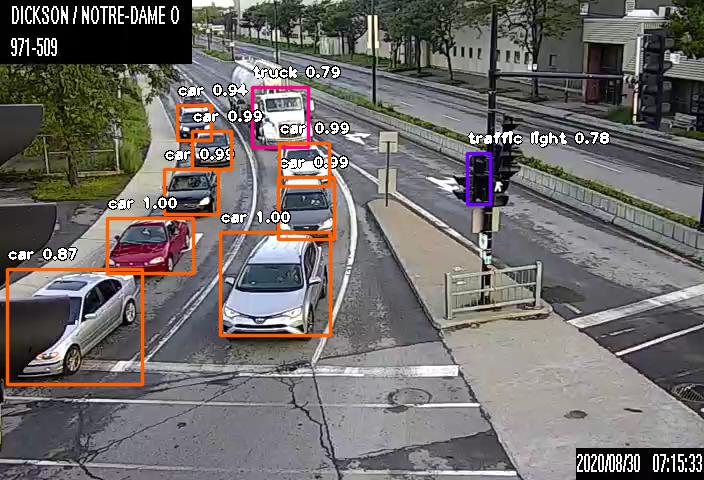 DICKSON / NOTRE-DAME O
971-509
truck 0.79
car 0.94
car 0.99
car 0.99
car 0.99
car 0.99
traffic light 0.78
car 1.00
car 1.00
car 0.87
2020/08/30 07:15:33